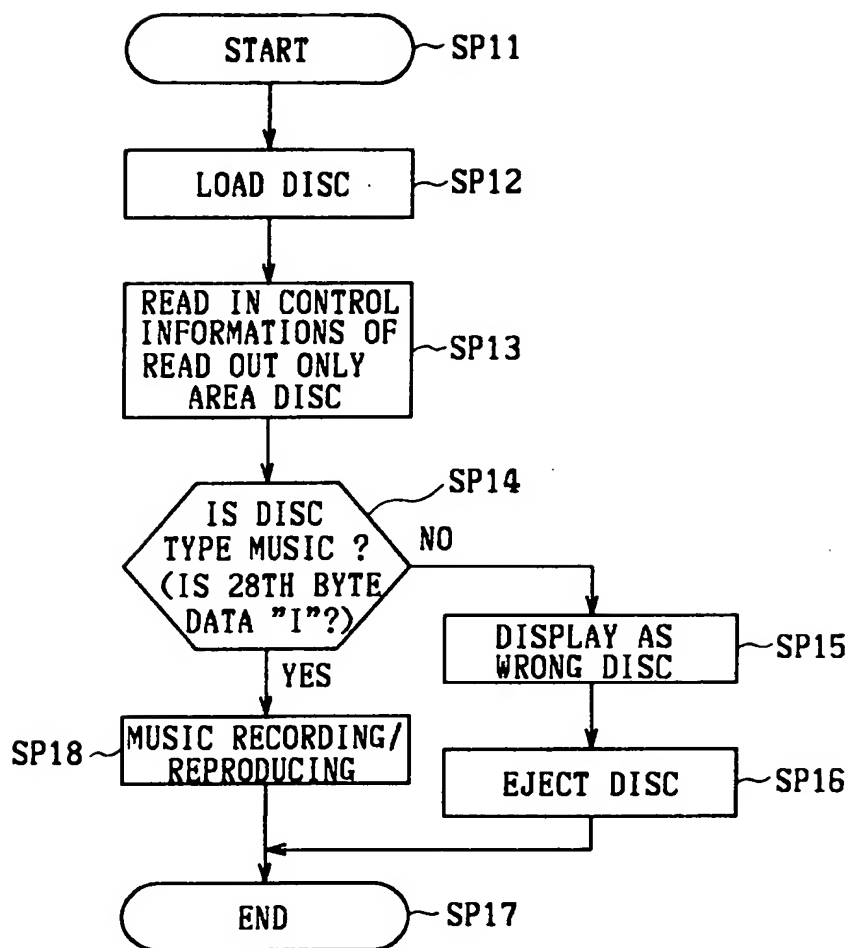 START
SP11
LOAD DISC
SP12
READ IN CONTROL
INFORMATIONS OF
READ OUT ONLY
AREA DISC
SP13
SP14
IS DISC
TYPE MUSIC ?
(IS 28TH BYTE
DATA "I"?)
NO
YES
DISPLAY AS
WRONG DISC
SP15
SP18
MUSIC RECORDING/
REPRODUCING
EJECT DISC
SP16
END
SP17